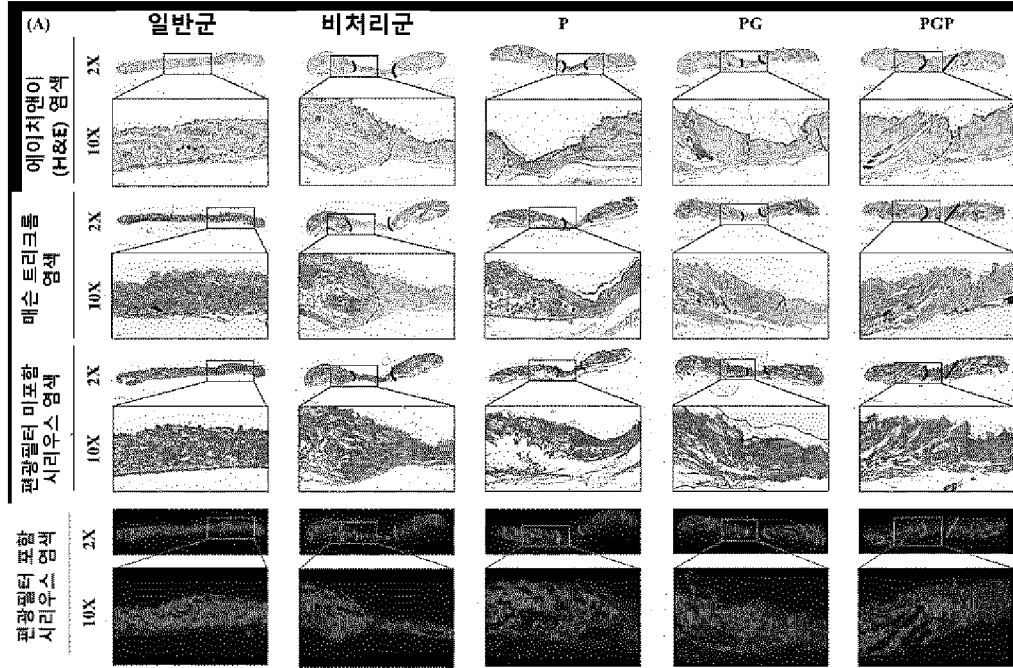 (A) 일반군 비처리군 P PG PGP
에이치앤이
(H&E) 염색
2X
10X
매슨 트리크롬
염색
2X
10X
편광필터 미포함
시리우스 염색
2X
10X
편광필터 포함
시리우스 염색
2X
10X